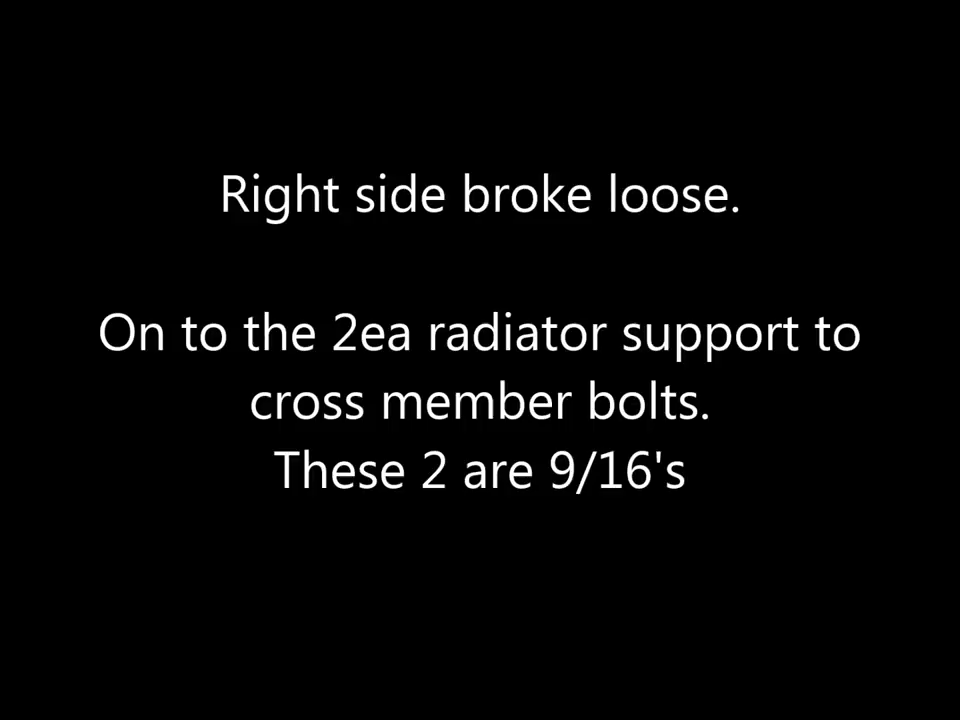 Right side broke loose.
On to the 2ea radiator support to
cross member bolts.
These 2 are 9/16's